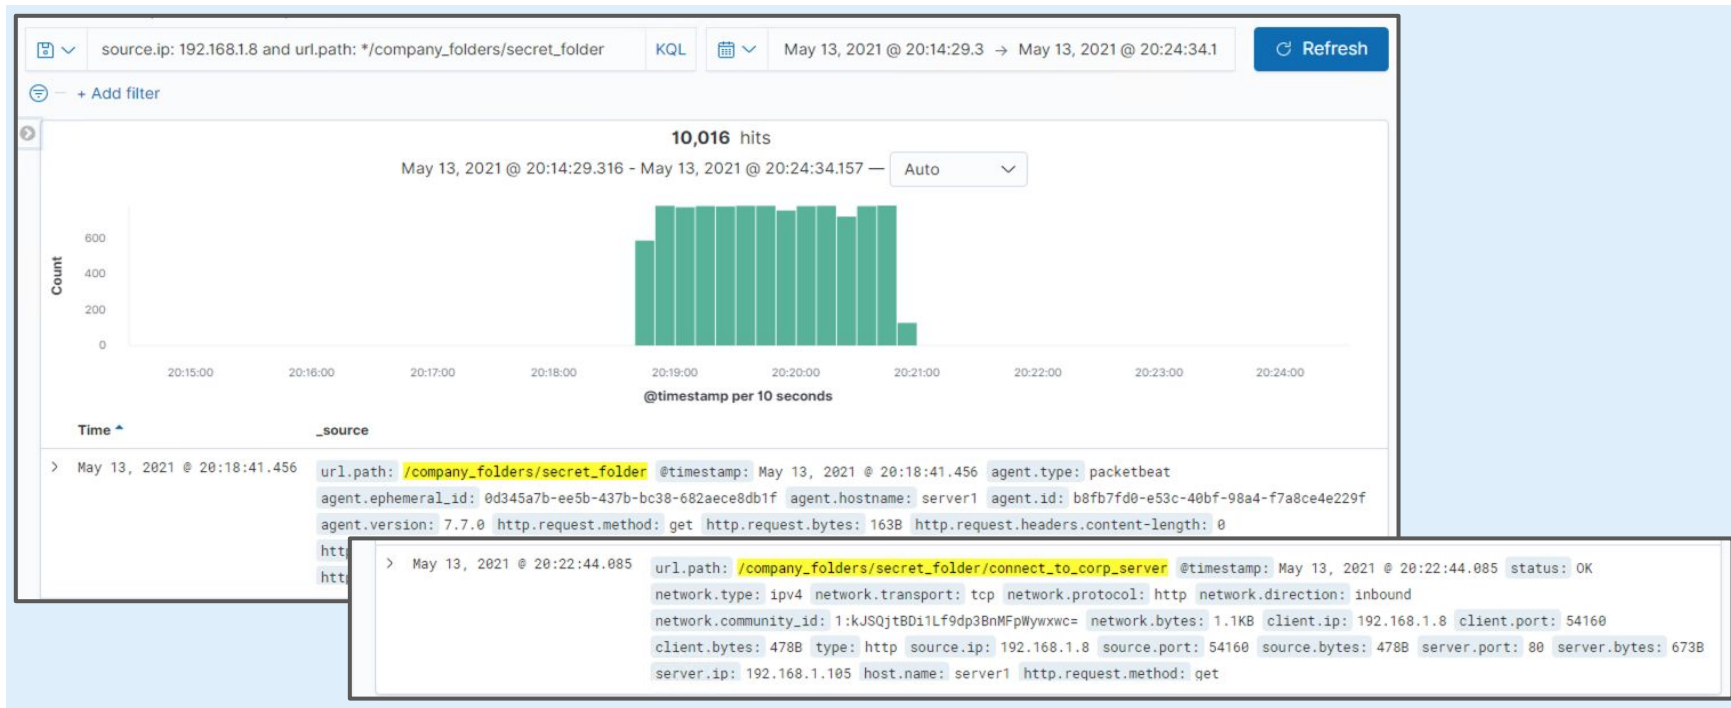 source.ip: 192.168.1.8 and url.path: */company_folders/secret_folder KQL May 13, 2021 @ 20:14:29.3 → May 13, 2021 @ 20:24:34.1 Refresh
+ Add filter
10,016 hits
May 13, 2021 @ 20:14:29.316 - May 13, 2021 @ 20:24:34.157 — Auto
Count
600
400
200
0
20:15:00 20:16:00 20:17:00 20:18:00 20:19:00 20:20:00 20:21:00 20:22:00 20:23:00 20:24:00
@timestamp per 10 seconds
Time _source
May 13, 2021 @ 20:18:41.456 url.path: /company_folders/secret_folder @timestamp: May 13, 2021 @ 20:18:41.456 agent.type: packetbeat
agent.ephemeral_id: 0d345a7b-ee5b-437b-bc38-682aece8db1f agent.hostname: server1 agent.id: b8fb7fd0-e53c-40bf-98a4-f7a8ce4e229f
agent.version: 7.7.0 http.request.method: get http.request.bytes: 163B http.request.headers.content-length: 0
htt
htt
May 13, 2021 @ 20:22:44.085 url.path: /company_folders/secret_folder/connect_to_corp_server @timestamp: May 13, 2021 @ 20:22:44.085 status: OK
network.type: ipv4 network.transport: tcp network.protocol: http network.direction: inbound
network.community_id: 1:kJSQjtBDi1Lf9dp3BnMFpWywxwc= network.bytes: 1.1KB client.ip: 192.168.1.8 client.port: 54160
client.bytes: 478B type: http source.ip: 192.168.1.8 source.port: 54160 source.bytes: 478B server.port: 80 server.bytes: 673B
server.ip: 192.168.1.105 host.name: server1 http.request.method: get